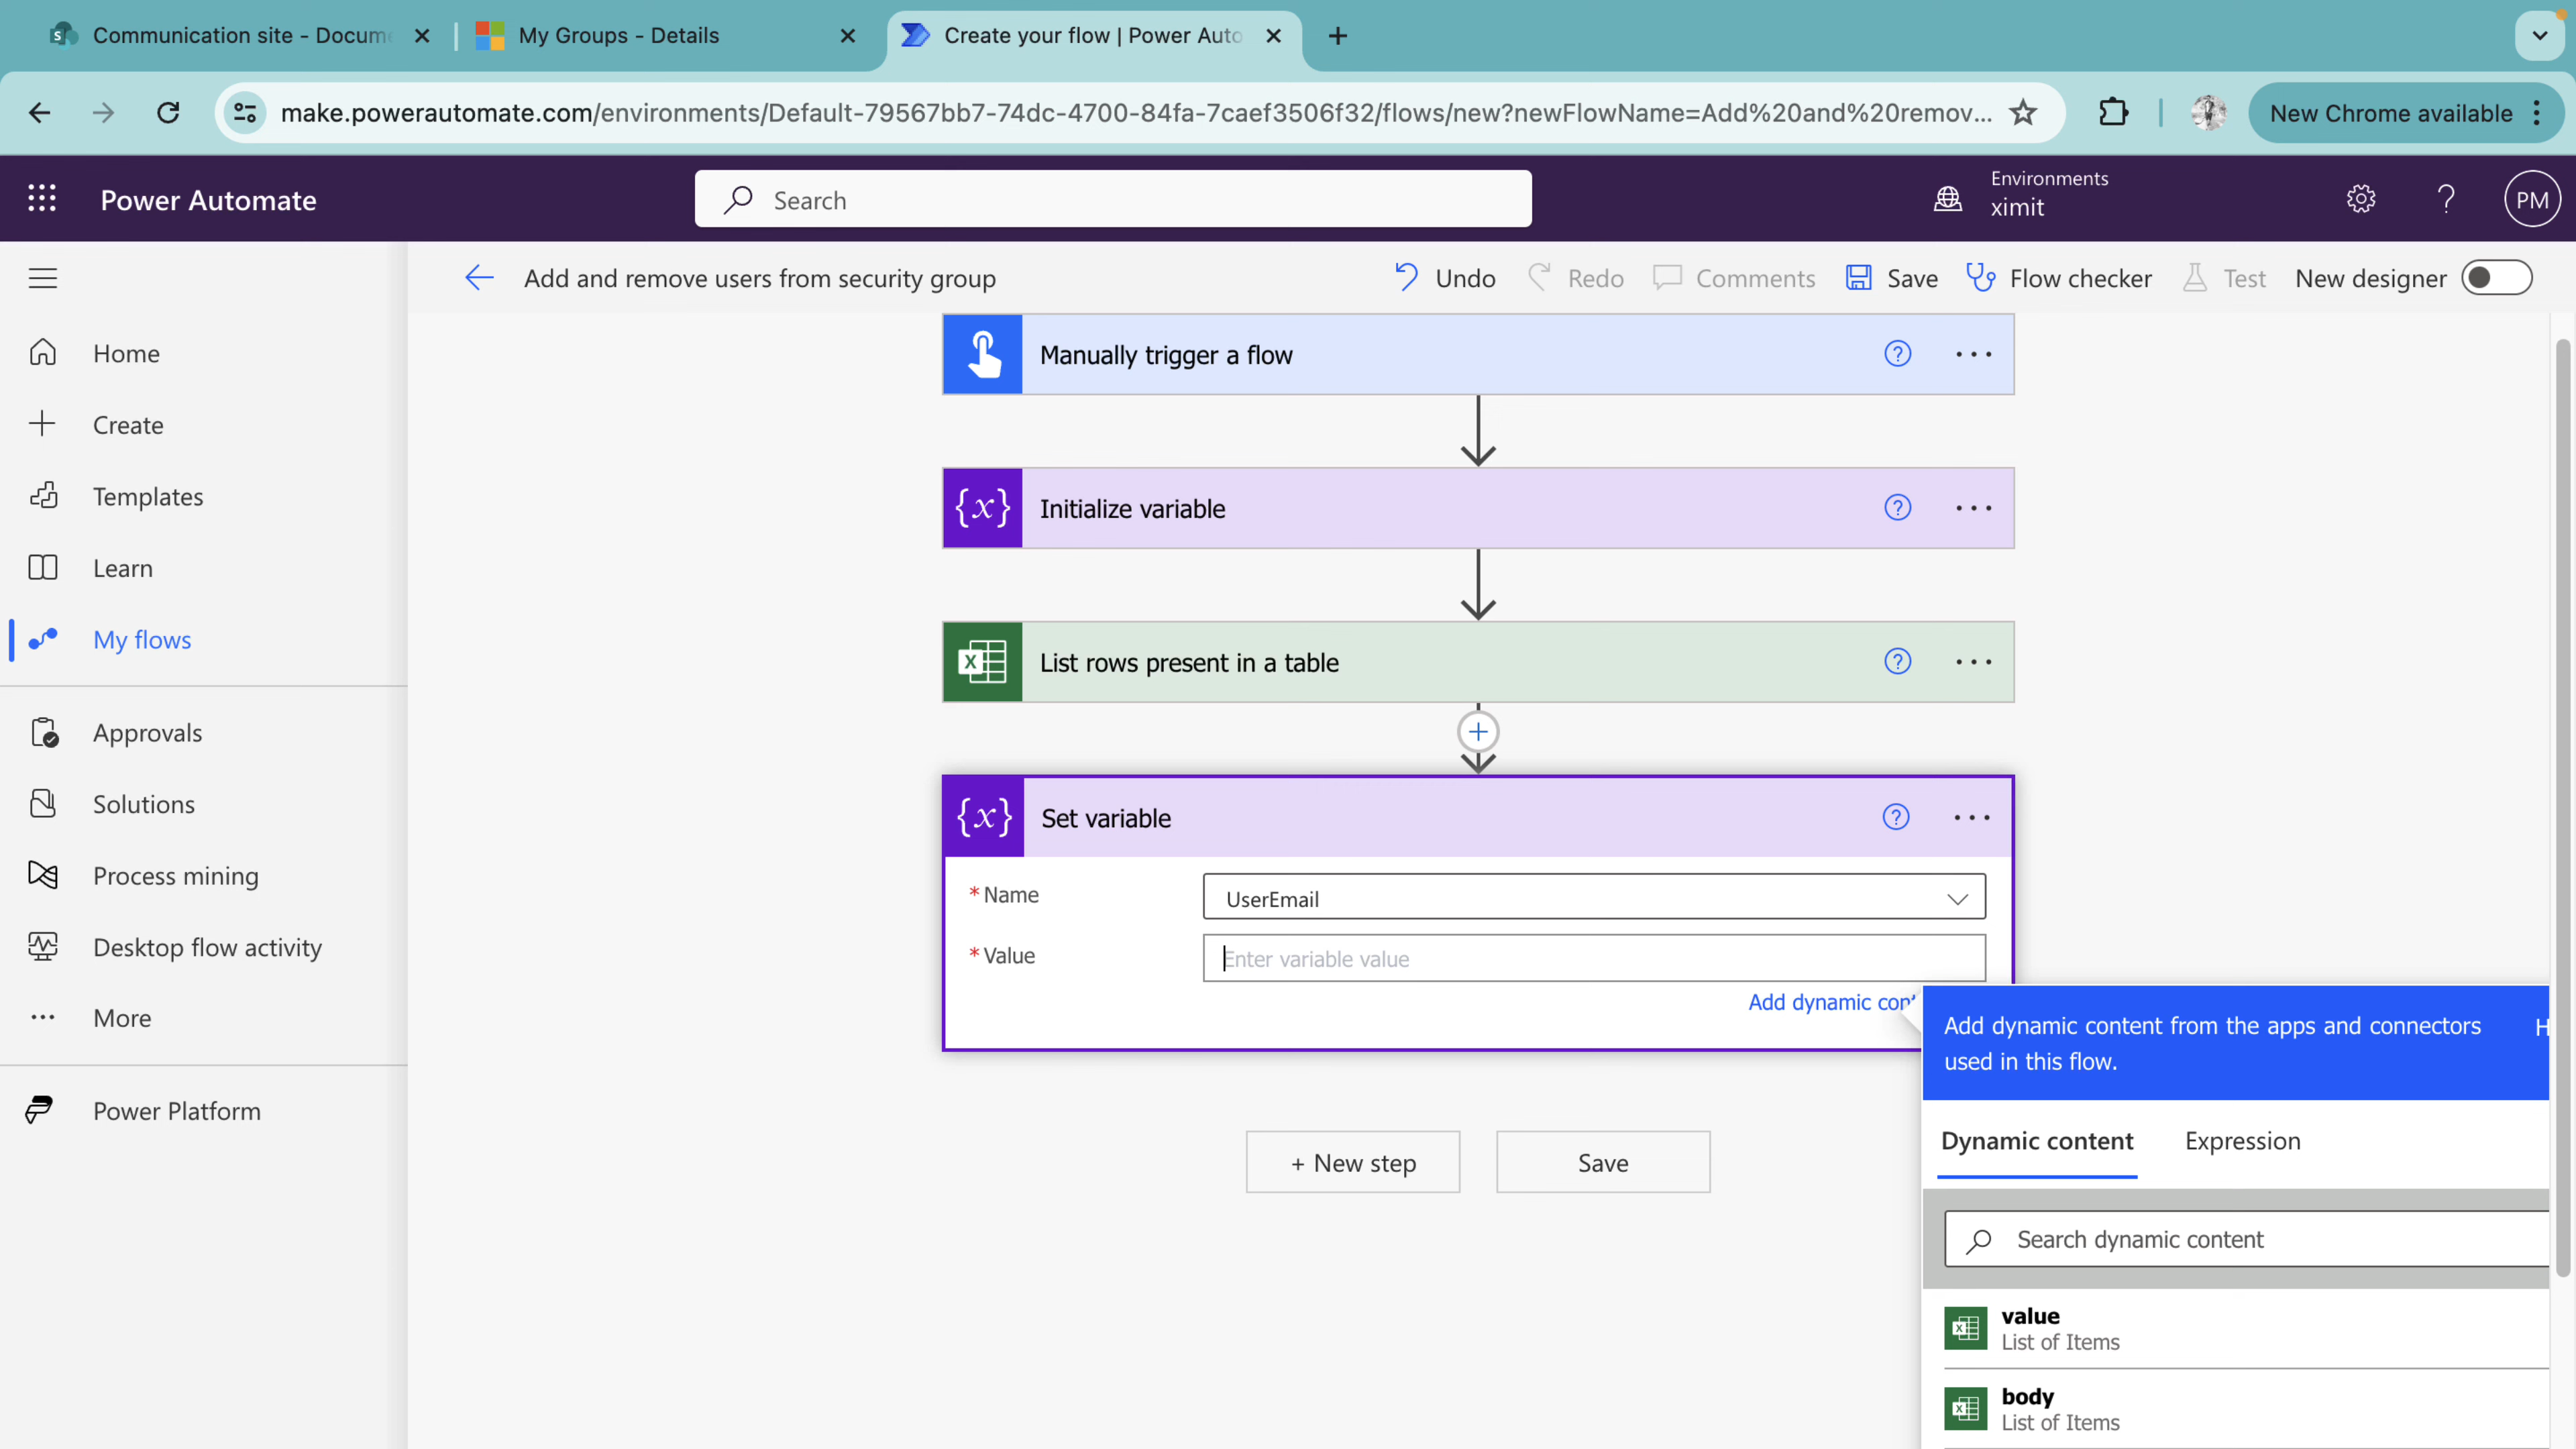 Communication site - Docum
My Groups - Details
Create your flow | Power Auto
make.powerautomate.com/environments/Default-79567bb7-74dc-4700-84fa-7caef3506f32/flows/new?newFlowName=Add%20and%20remov...
New Chrome available
Power Automate
Search
Environments
ximit
PM
Add and remove users from security group
Undo
Redo
Comments
Save
Flow checker
Test
New designer
Home
Create
Templates
Learn
My flows
Approvals
Solutions
Process mining
Desktop flow activity
More
Power Platform
Manually trigger a flow
{x} Initialize variable
List rows present in a table
{x} Set variable
* Name
UserEmail
* Value
Enter variable value
Add dynamic con
+ New step
Save
Add dynamic content from the apps and connectors
used in this flow.
H
Dynamic content
Expression
Search dynamic content
value
List of Items
body
List of Items